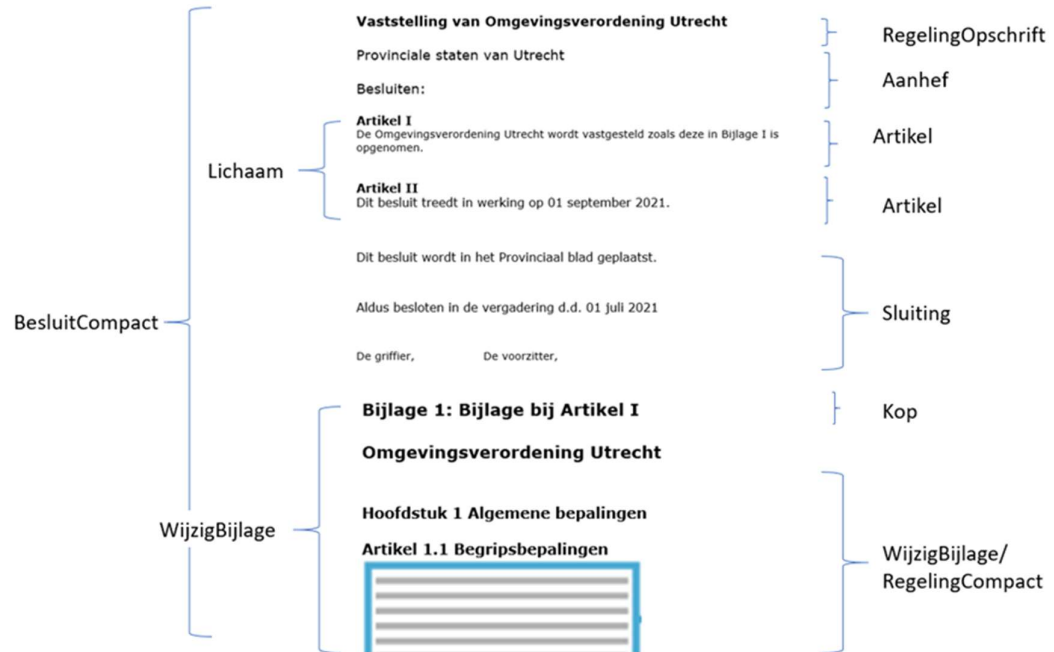 Vaststelling van Omgevingsverordening Utrecht
RegelingOpschrift
Provinciale staten van Utrecht
Aanhef
Besluiten:
Artikel I
De Omgevingsverordening Utrecht wordt vastgesteld zoals deze in Bijlage I is
opgenomen.
Artikel
Lichaam
Artikel II
Dit besluit treedt in werking op 01 september 2021.
Artikel
Dit besluit wordt in het Provinciaal blad geplaatst.
Aldus besloten in de vergadering d.d. 01 juli 2021
Sluiting
BesluitCompact
De griffier, De voorzitter,
Bijlage 1: Bijlage bij Artikel I
Kop
Omgevingsverordening Utrecht
Hoofdstuk 1 Algemene bepalingen
WijzigBijlage
Artikel 1.1 Begripsbepalingen
WijzigBijlage/
RegelingCompact